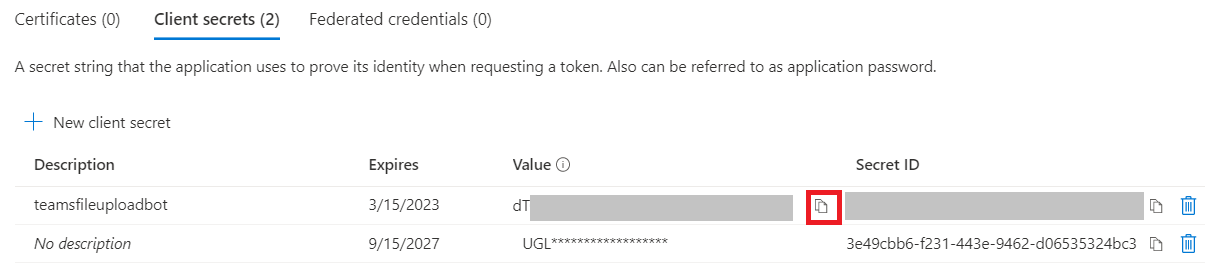 Certificates (0) Client secrets (2) Federated credentials (0)
A secret string that the application uses to prove its identity when requesting a token. Also can be referred to as application password.
New client secret
Description Expires Value Secret ID
teamsfileuploadbot 3/15/2023 dT
No description 9/15/2027 UGL****************** 3e49cbb6-f231-443e-9462-d06535324bc3